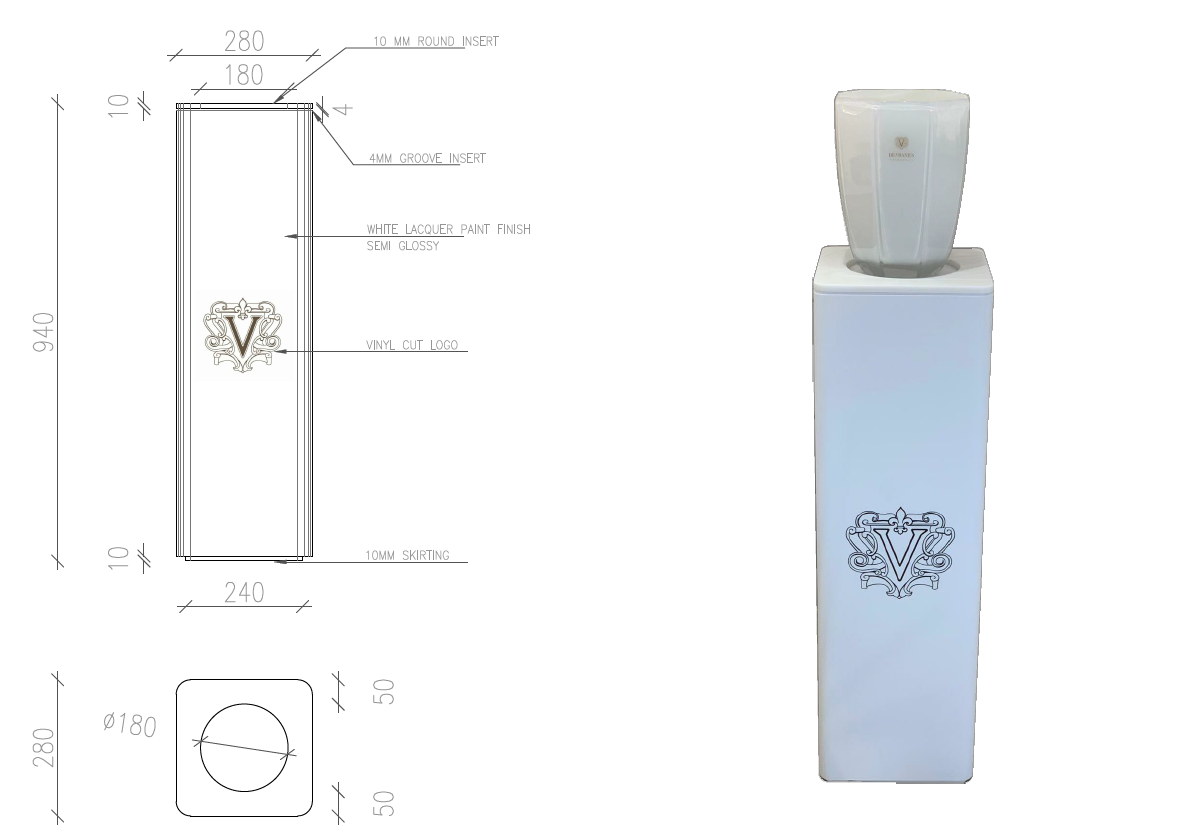 280
10 MM ROUND INSERT
180
10
4
4MM GROOVE INSERT
WHITE LACQUER PAINT FINISH
SEMI GLOSSY
940
V
VINYL CUT LOGO
10
10MM SKIRTING
240
280
Ø180
50
50
V
V